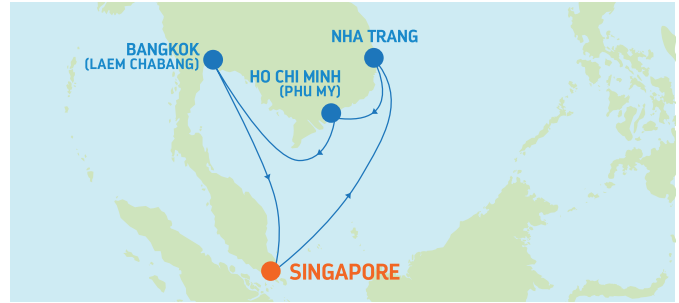 NHA TRANG
BANGKOK
(LAEM CHABANG)
HO CHI MINH
(PHU MY)
SINGAPORE